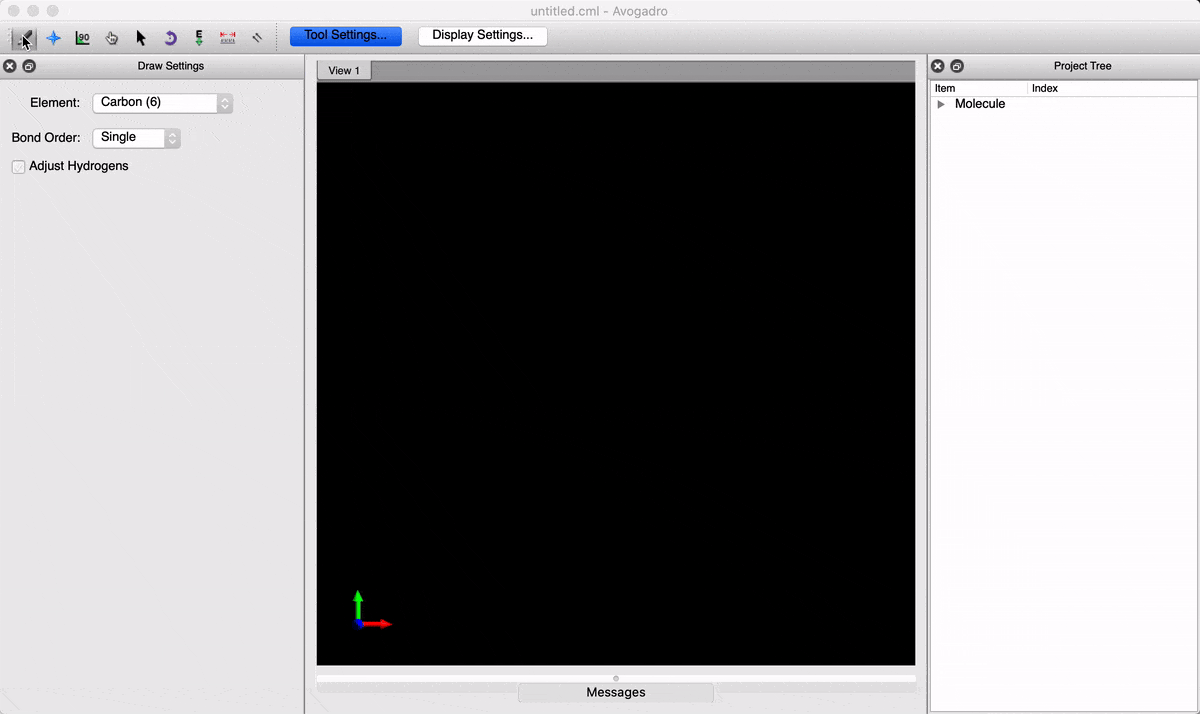 untitled.cml - Avogadro
90
E
Tool Settings...
Display Settings...
Draw Settings
View 1
Project Tree
Item
Index
Element:
Carbon (6)
Molecule
Bond Order:
Single
Adjust Hydrogens
Messages